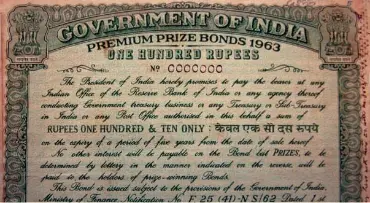 GOVERNMENT OF INDIA
PREMIUM PRIZE BONDS 1963
ONE HUNDRED RUPEES
Nº 0000000
The President of India hereby promises to pay the bearer at any
Indian Office of the Reserve Bank of India or any agency thereof
conducting Government treasury business or any Treasury or Sub-Treasury
in India or any Post Office authorised in this behalf a sum of
RUPEES ONE HUNDRED & TEN ONLY : केवल एक सौ दस रूपये
on the expiry of a period of five years from the date of sale hereof.
No other interest will be payable on the Bond but PRIZES, to be
determined by lottery in the manner indicated on the reverse, will be
paid to the holders of prize-winning Bonds.
This Bond is issued subject to the provisions of the Government of India,
Ministry of Finance, Notification No F. 25 (41)-NS/62 Dated 1st